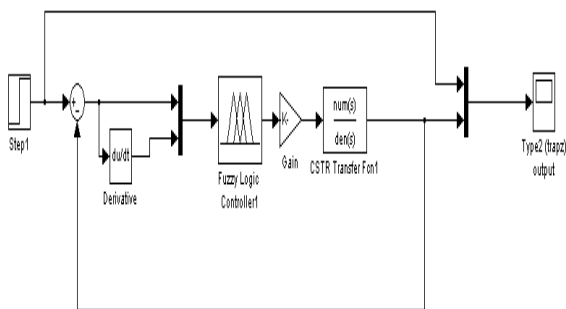 Step1
+
-
du/dt
Derivative
Fuzzy Logic
Controller1
K-
Gain
num(s)
den(s)
CSTR Transfer Fcn1
Type2 (trapz)
output